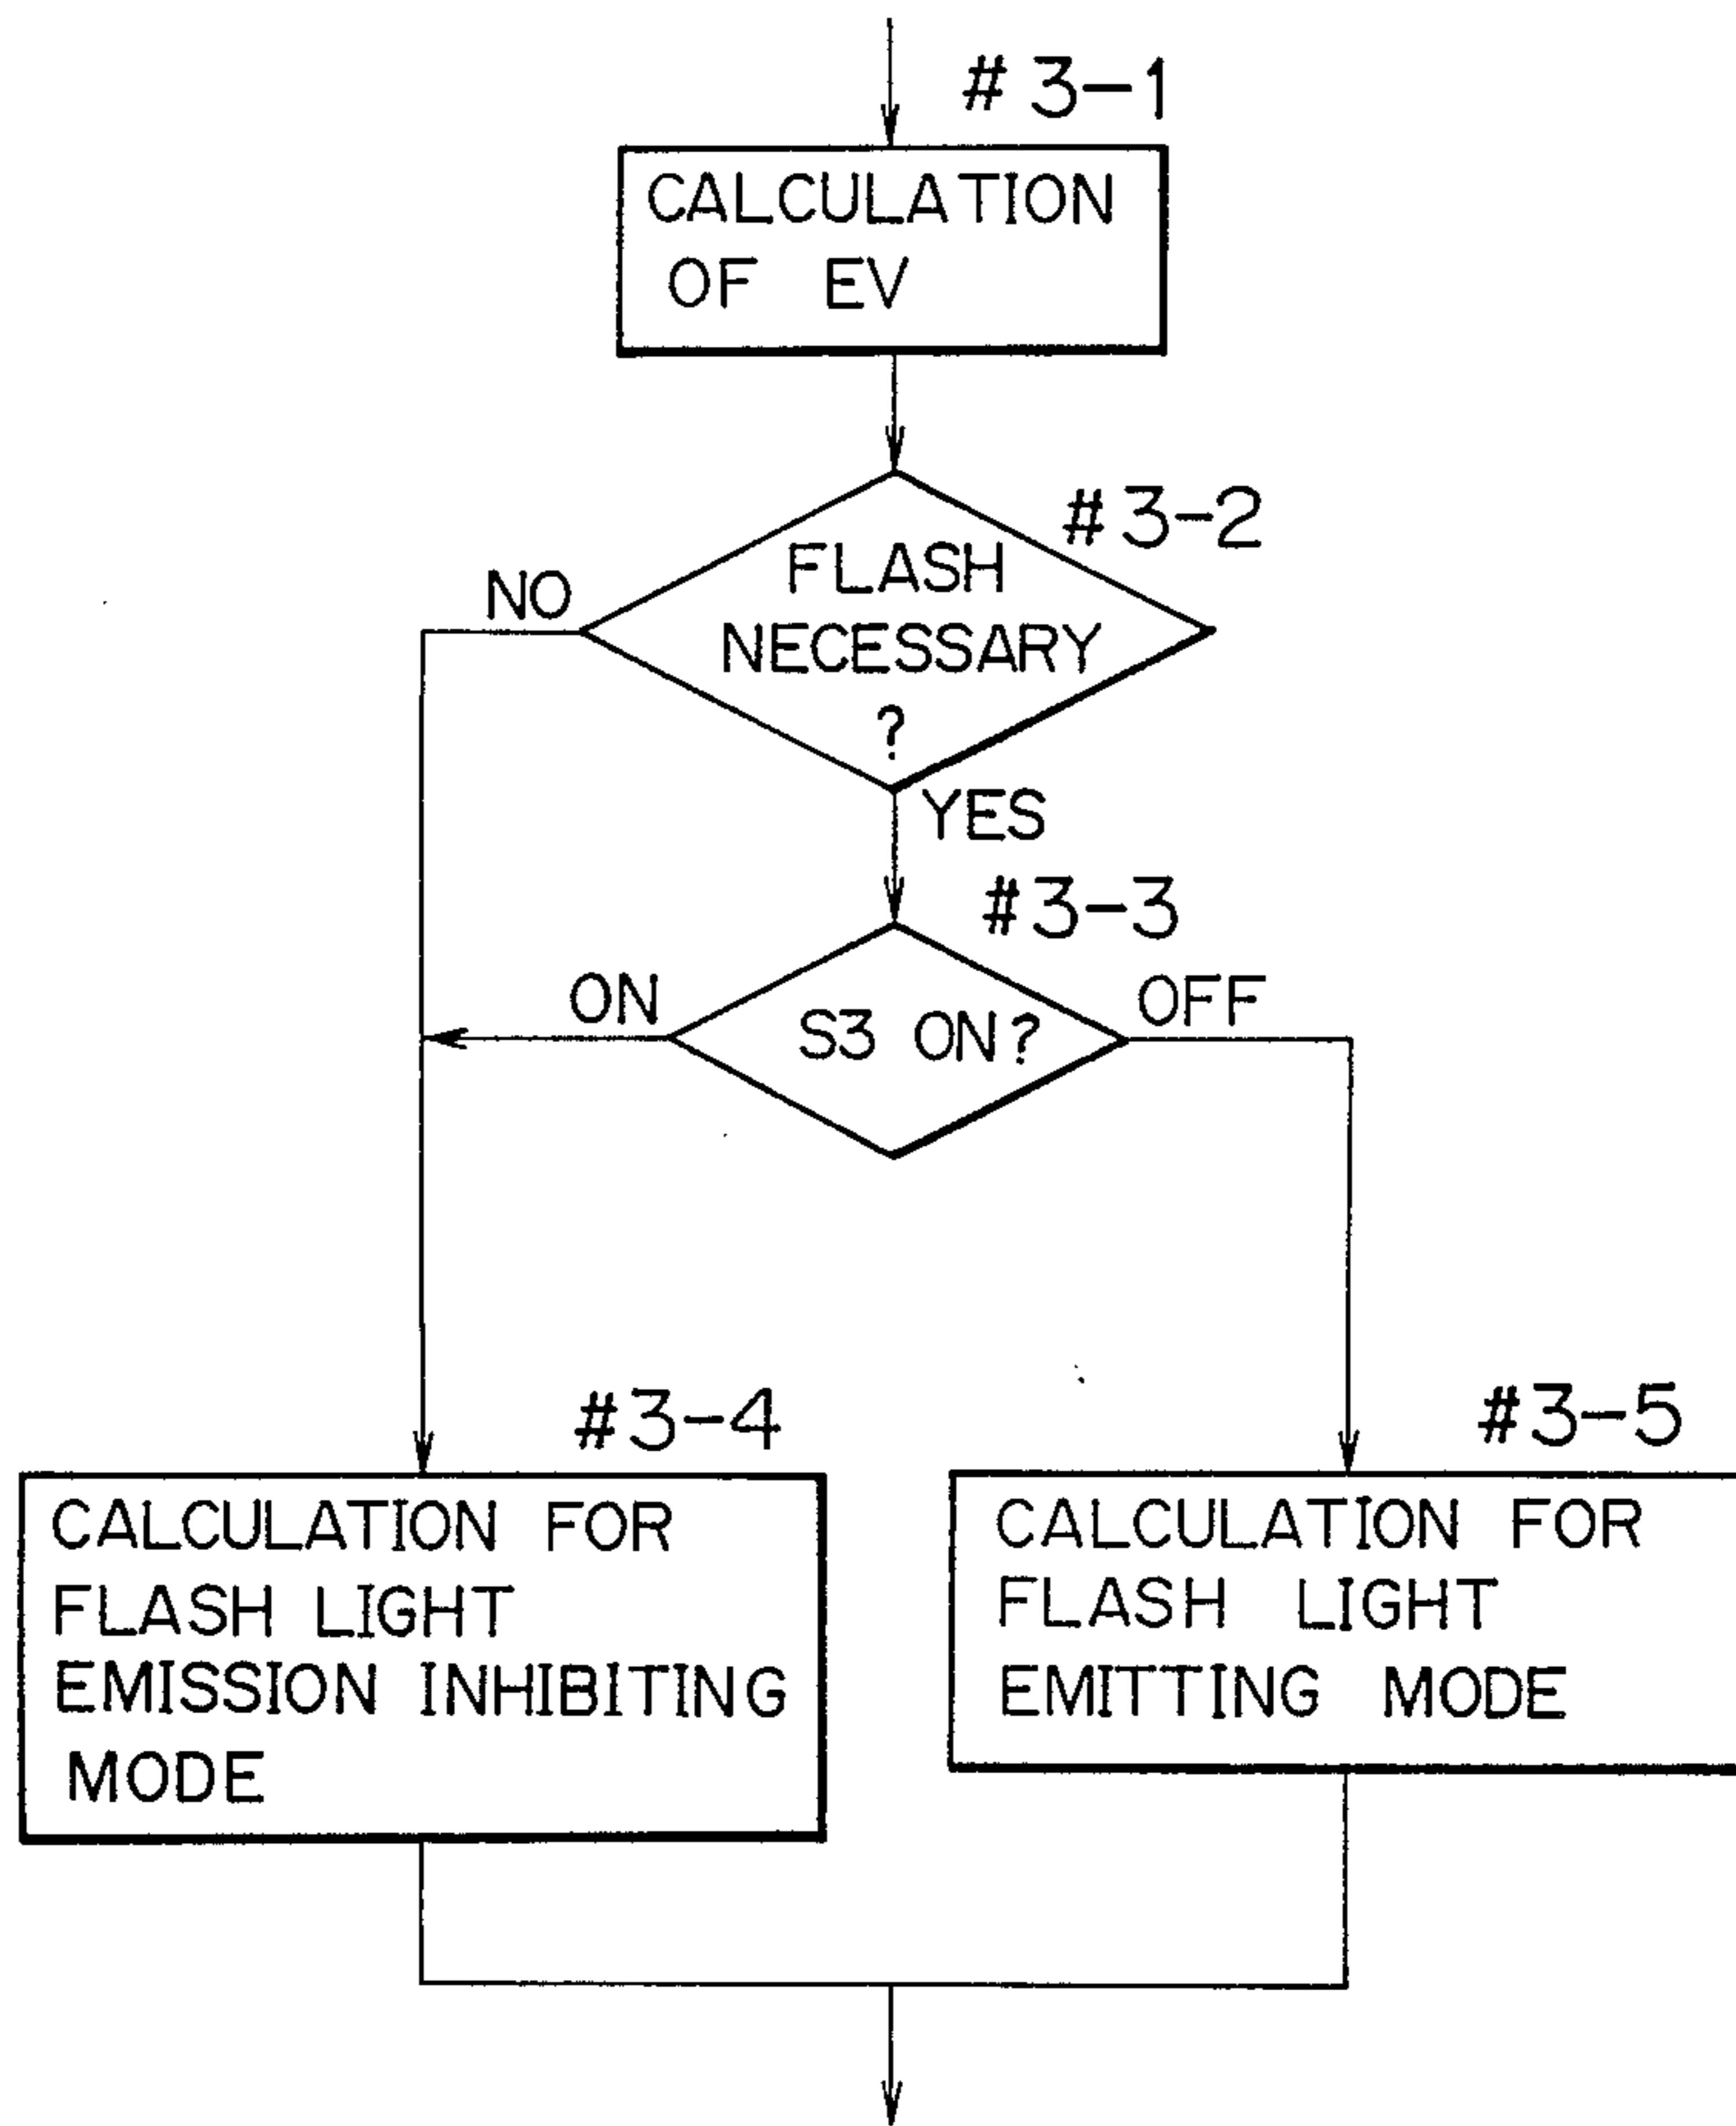 # 3-1
CALCULATION
OF EV
#3-2
FLASH
NECESSARY
?
NO
YES
#3-3
S3 ON?
ON
OFF
#3-4
CALCULATION FOR
FLASH LIGHT
EMISSION INHIBITING
MODE
#3-5
CALCULATION FOR
FLASH LIGHT
EMITTING MODE